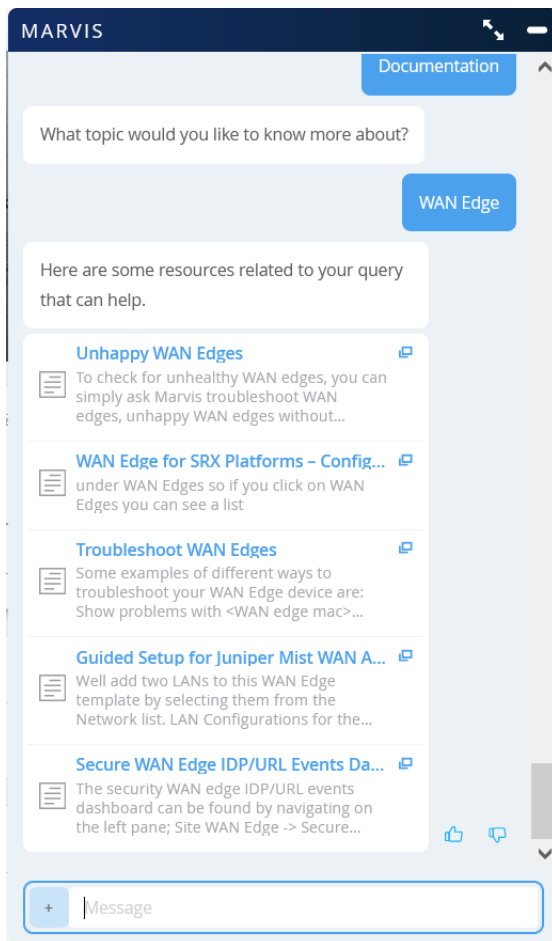 MARVIS
Documentation
What topic would you like to know more about?
WAN Edge
Here are some resources related to your query
that can help.
Unhappy WAN Edges
To check for unhealthy WAN edges, you can
simply ask Marvis troubleshoot WAN
edges, unhappy WAN edges without...
WAN Edge for SRX Platforms – Config...
under WAN Edges so if you click on WAN
Edges you can see a list
Troubleshoot WAN Edges
Some examples of different ways to
troubleshoot your WAN Edge device are:
Show problems with <WAN edge mac>...
Guided Setup for Juniper Mist WAN A...
Well add two LANs to this WAN Edge
template by selecting them from the
Network list. LAN Configurations for the...
Secure WAN Edge IDP/URL Events Da...
The security WAN edge IDP/URL events
dashboard can be found by navigating on
the left pane; Site WAN Edge -> Secure...
+ Message